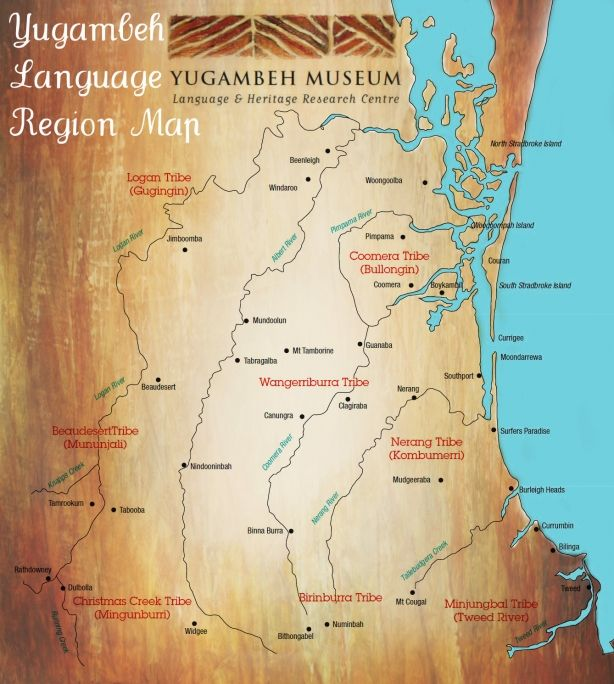 Yugambeh
Language
Region Map
YUGAMBEH MUSEUM
Language & Heritage Research Centre
North Stradbroke Island
Beenleigh
Logan Tribe
(Gugingin)
Windaroo
Woongoolba
Logan River
Albert River
Pimpama River
Woogoompah Island
Jimboomba
Pimpama
Coomera Tribe
(Bullongin)
Couran
Coomera
Boykambil
South Stradbroke Island
Mundoolun
Currigee
Mt Tamborine
Guanaba
Moondarrewa
Tabragalba
Logan River
Beaudesert
Wangerriburra Tribe
Southport
Nerang
Clagiraba
Canungra
BeaudesertTribe
(Mununjali)
Surfers Paradise
Coomera River
Nerang Tribe
(Kombumerri)
Knapps Creek
Nindooninbah
Mudgeeraba
Nerang River
Burleigh Heads
Tamrookum
Tabooba
Binna Burra
Currumbin
Tallebudgera Creek
Bilinga
Rathdowney
Dulbolla
Tweed
Christmas Creek Tribe
(Mingunburri)
Birinburra Tribe
Mt Cougal
Minjungbal Tribe
(Tweed River)
Running Creek
Widgee
Bithongabel
Numinbah
Tweed River